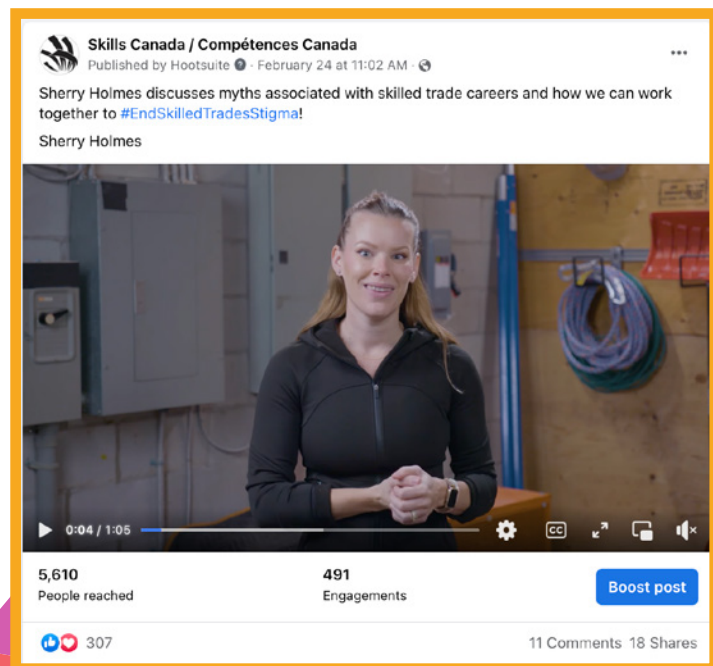 Skills Canada / Compétences Canada
Published by Hootsuite · February 24 at 11:02 AM ·
Sherry Holmes discusses myths associated with skilled trade careers and how we can work
together to #EndSkilledTradesStigma!
Sherry Holmes
0:04 / 1:05
CC
5,610
People reached
491
Engagements
Boost post
307
11 Comments 18 Shares